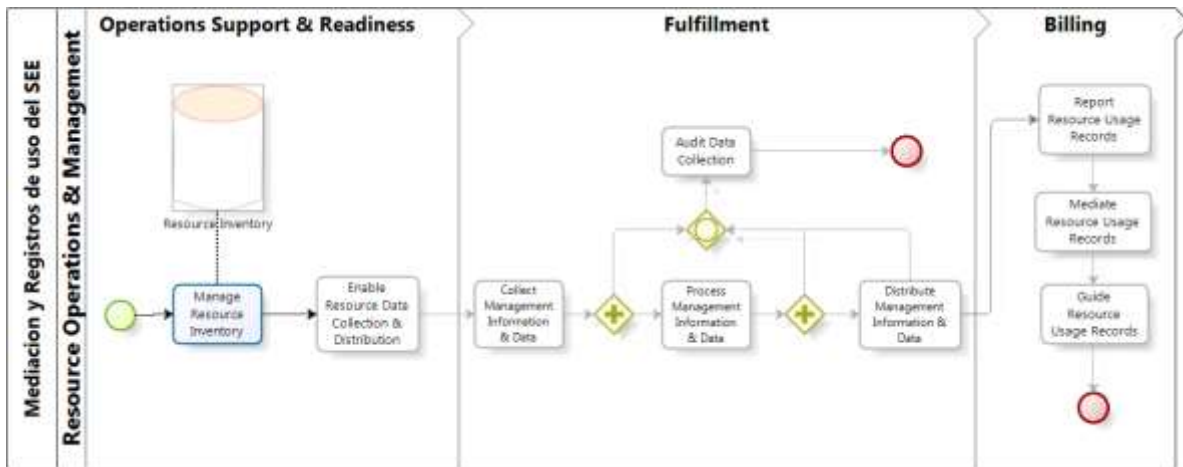 Mediacion y Registros de uso del SEE
Resource Operations & Management
Operations Support & Readiness
Fulfillment
Billing
Resource Inventory
Manage
Resource
Inventory
Enable
Resource Data
Collection &
Distribution
Collect
Management
Information
& Data
Process
Management
Information
& Data
Audit Data
Collection
Distribute
Management
Information &
Data
Report
Resource Usage
Records
Mediate
Resource Usage
Records
Guide
Resource
Usage Records